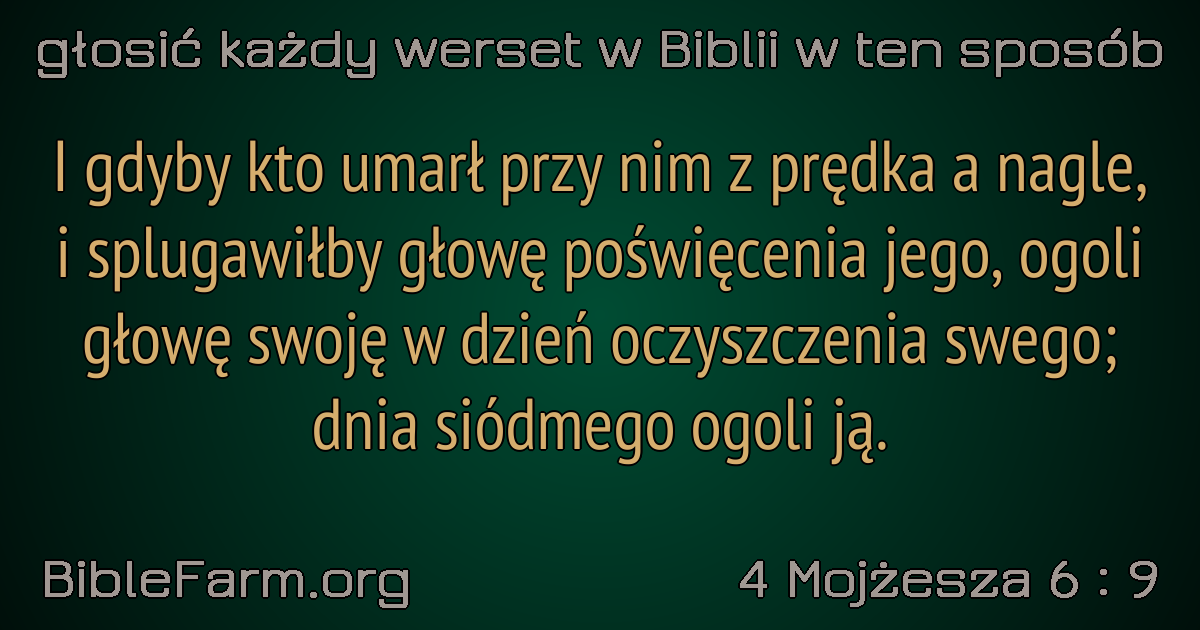 głosić każdy werset w Biblii w ten sposób
I gdyby kto umarł przy nim z prędka a nagle,
i splugawiłby głowę poświęcenia jego, ogoli
głowę swoję w dzień oczyszczenia swego;
dnia siódmego ogoli ją.
BibleFarm.org
4 Mojżesza 6 : 9